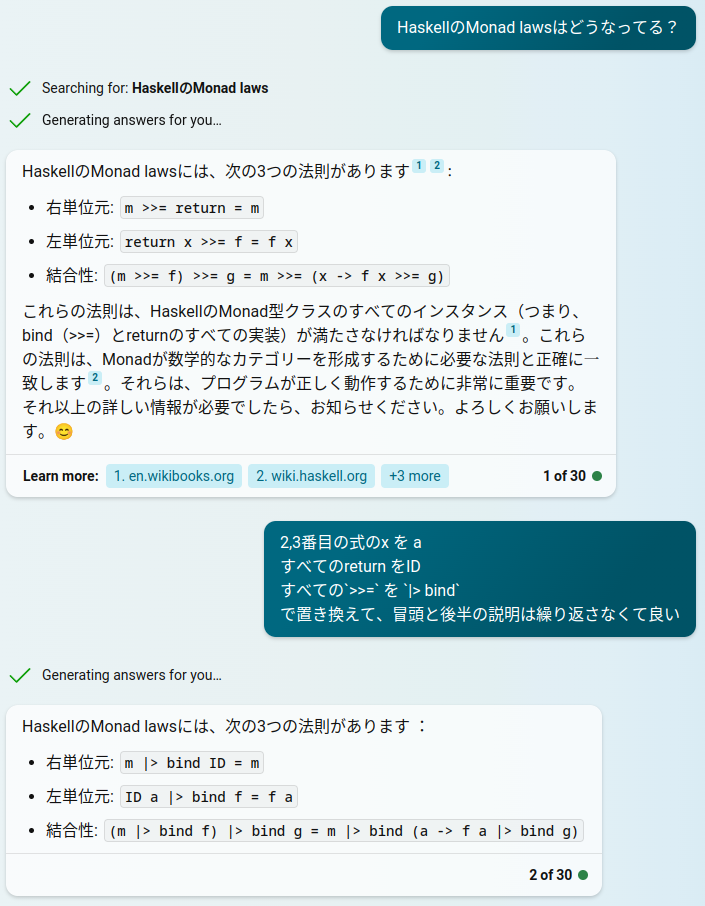 HaskellのMonad lawsはどうなってる？
Searching for: HaskellのMonad laws
Generating answers for you…
HaskellのMonad lawsには、次の3つの法則があります 1 2 :
• 右単位元: m >>= return = m
• 左単位元: return x >>= f = f x
• 結合性: (m >>= f) >>= g = m >>= (x -> f x >>= g)
これらの法則は、HaskellのMonad型クラスのすべてのインスタンス（つまり、
bind（>>=）とreturnのすべての実装）が満たさなければなりません 1 。これら
の法則は、Monadが数学的なカテゴリーを形成するために必要な法則と正確に一
致します 2 。それらは、プログラムが正しく動作するために非常に重要です。
それ以上の詳しい情報が必要でしたら、お知らせください。よろしくお願いしま
す。😊
Learn more: 1. en.wikibooks.org 2. wiki.haskell.org +3 more 1 of 30
2,3番目の式のx を a
すべてのreturn をID
すべての`>>=` を `|> bind`
で置き換えて、冒頭と後半の説明は繰り返さなくて良い
Generating answers for you…
HaskellのMonad lawsには、次の3つの法則があります ：
• 右単位元: m |> bind ID = m
• 左単位元: ID a |> bind f = f a
• 結合性: (m |> bind f) |> bind g = m |> bind (a -> f a |> bind g)
2 of 30